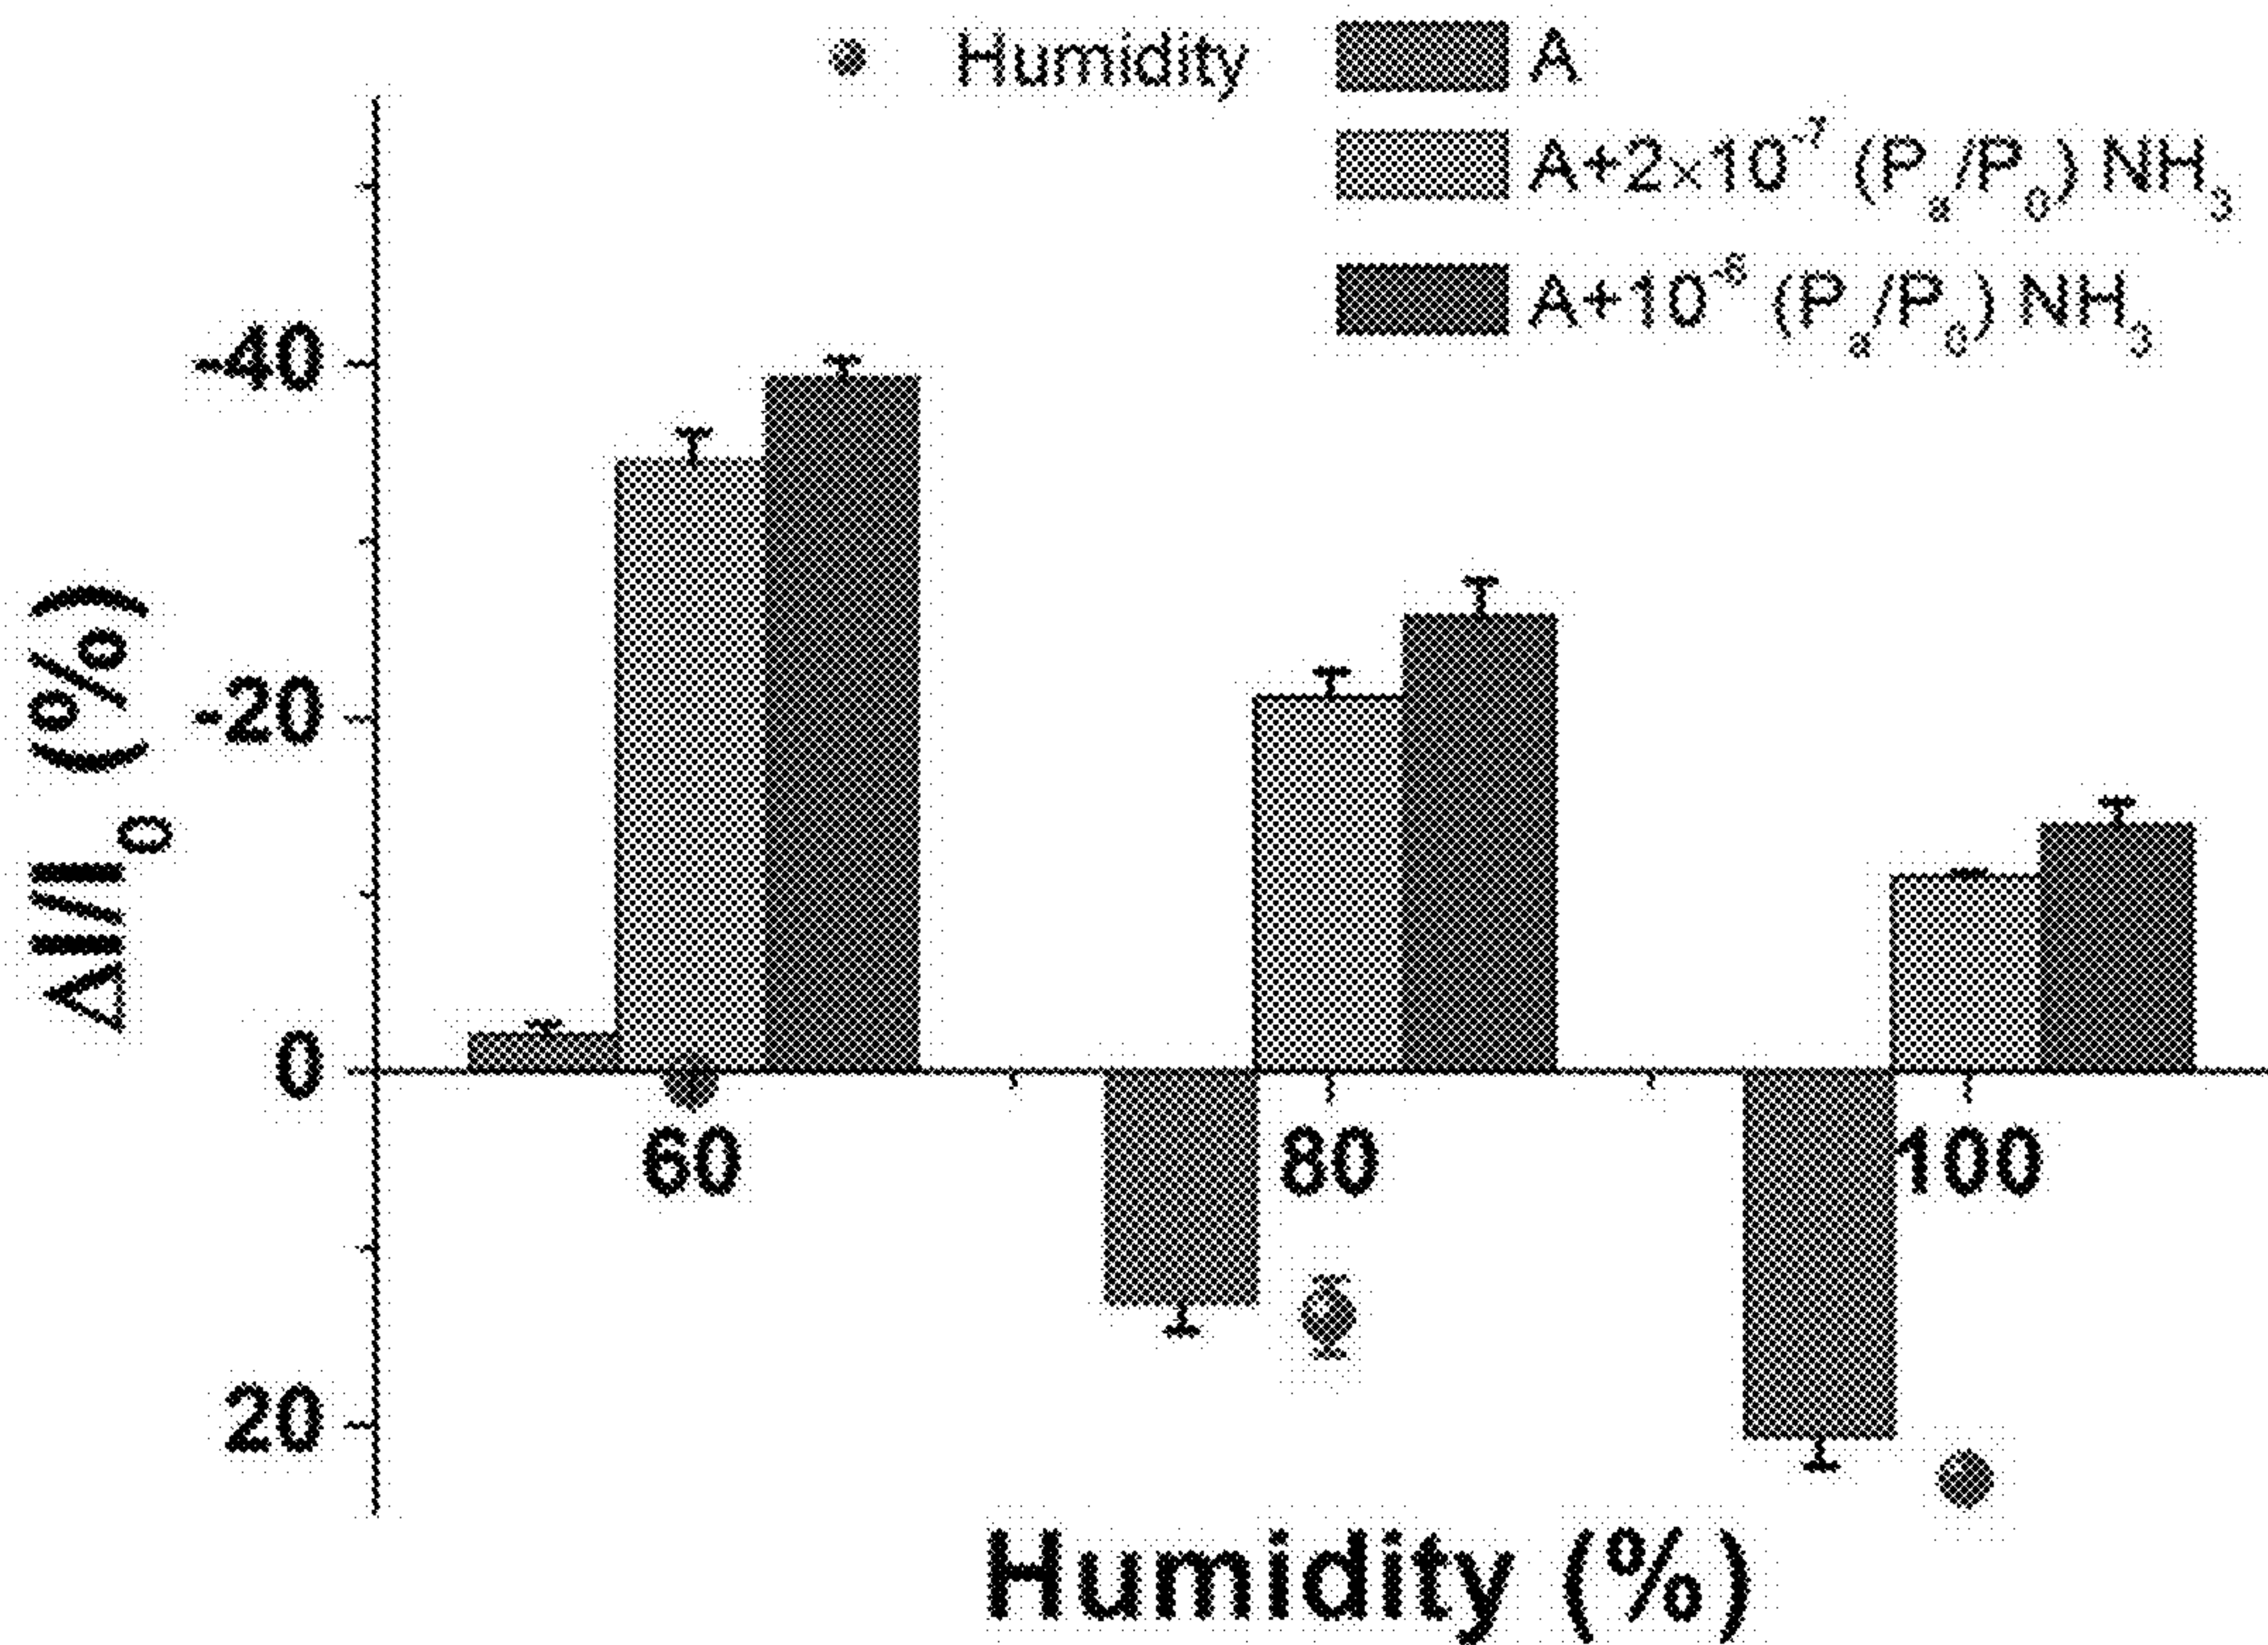 Humidity
A
A+2×10⁻⁷ (Pₐ/P₀) NH₃
A+10⁻⁶ (Pₐ/P₀) NH₃
-40
-20
0
20
ΔI/I₀ (%)
60
80
100
Humidity (%)